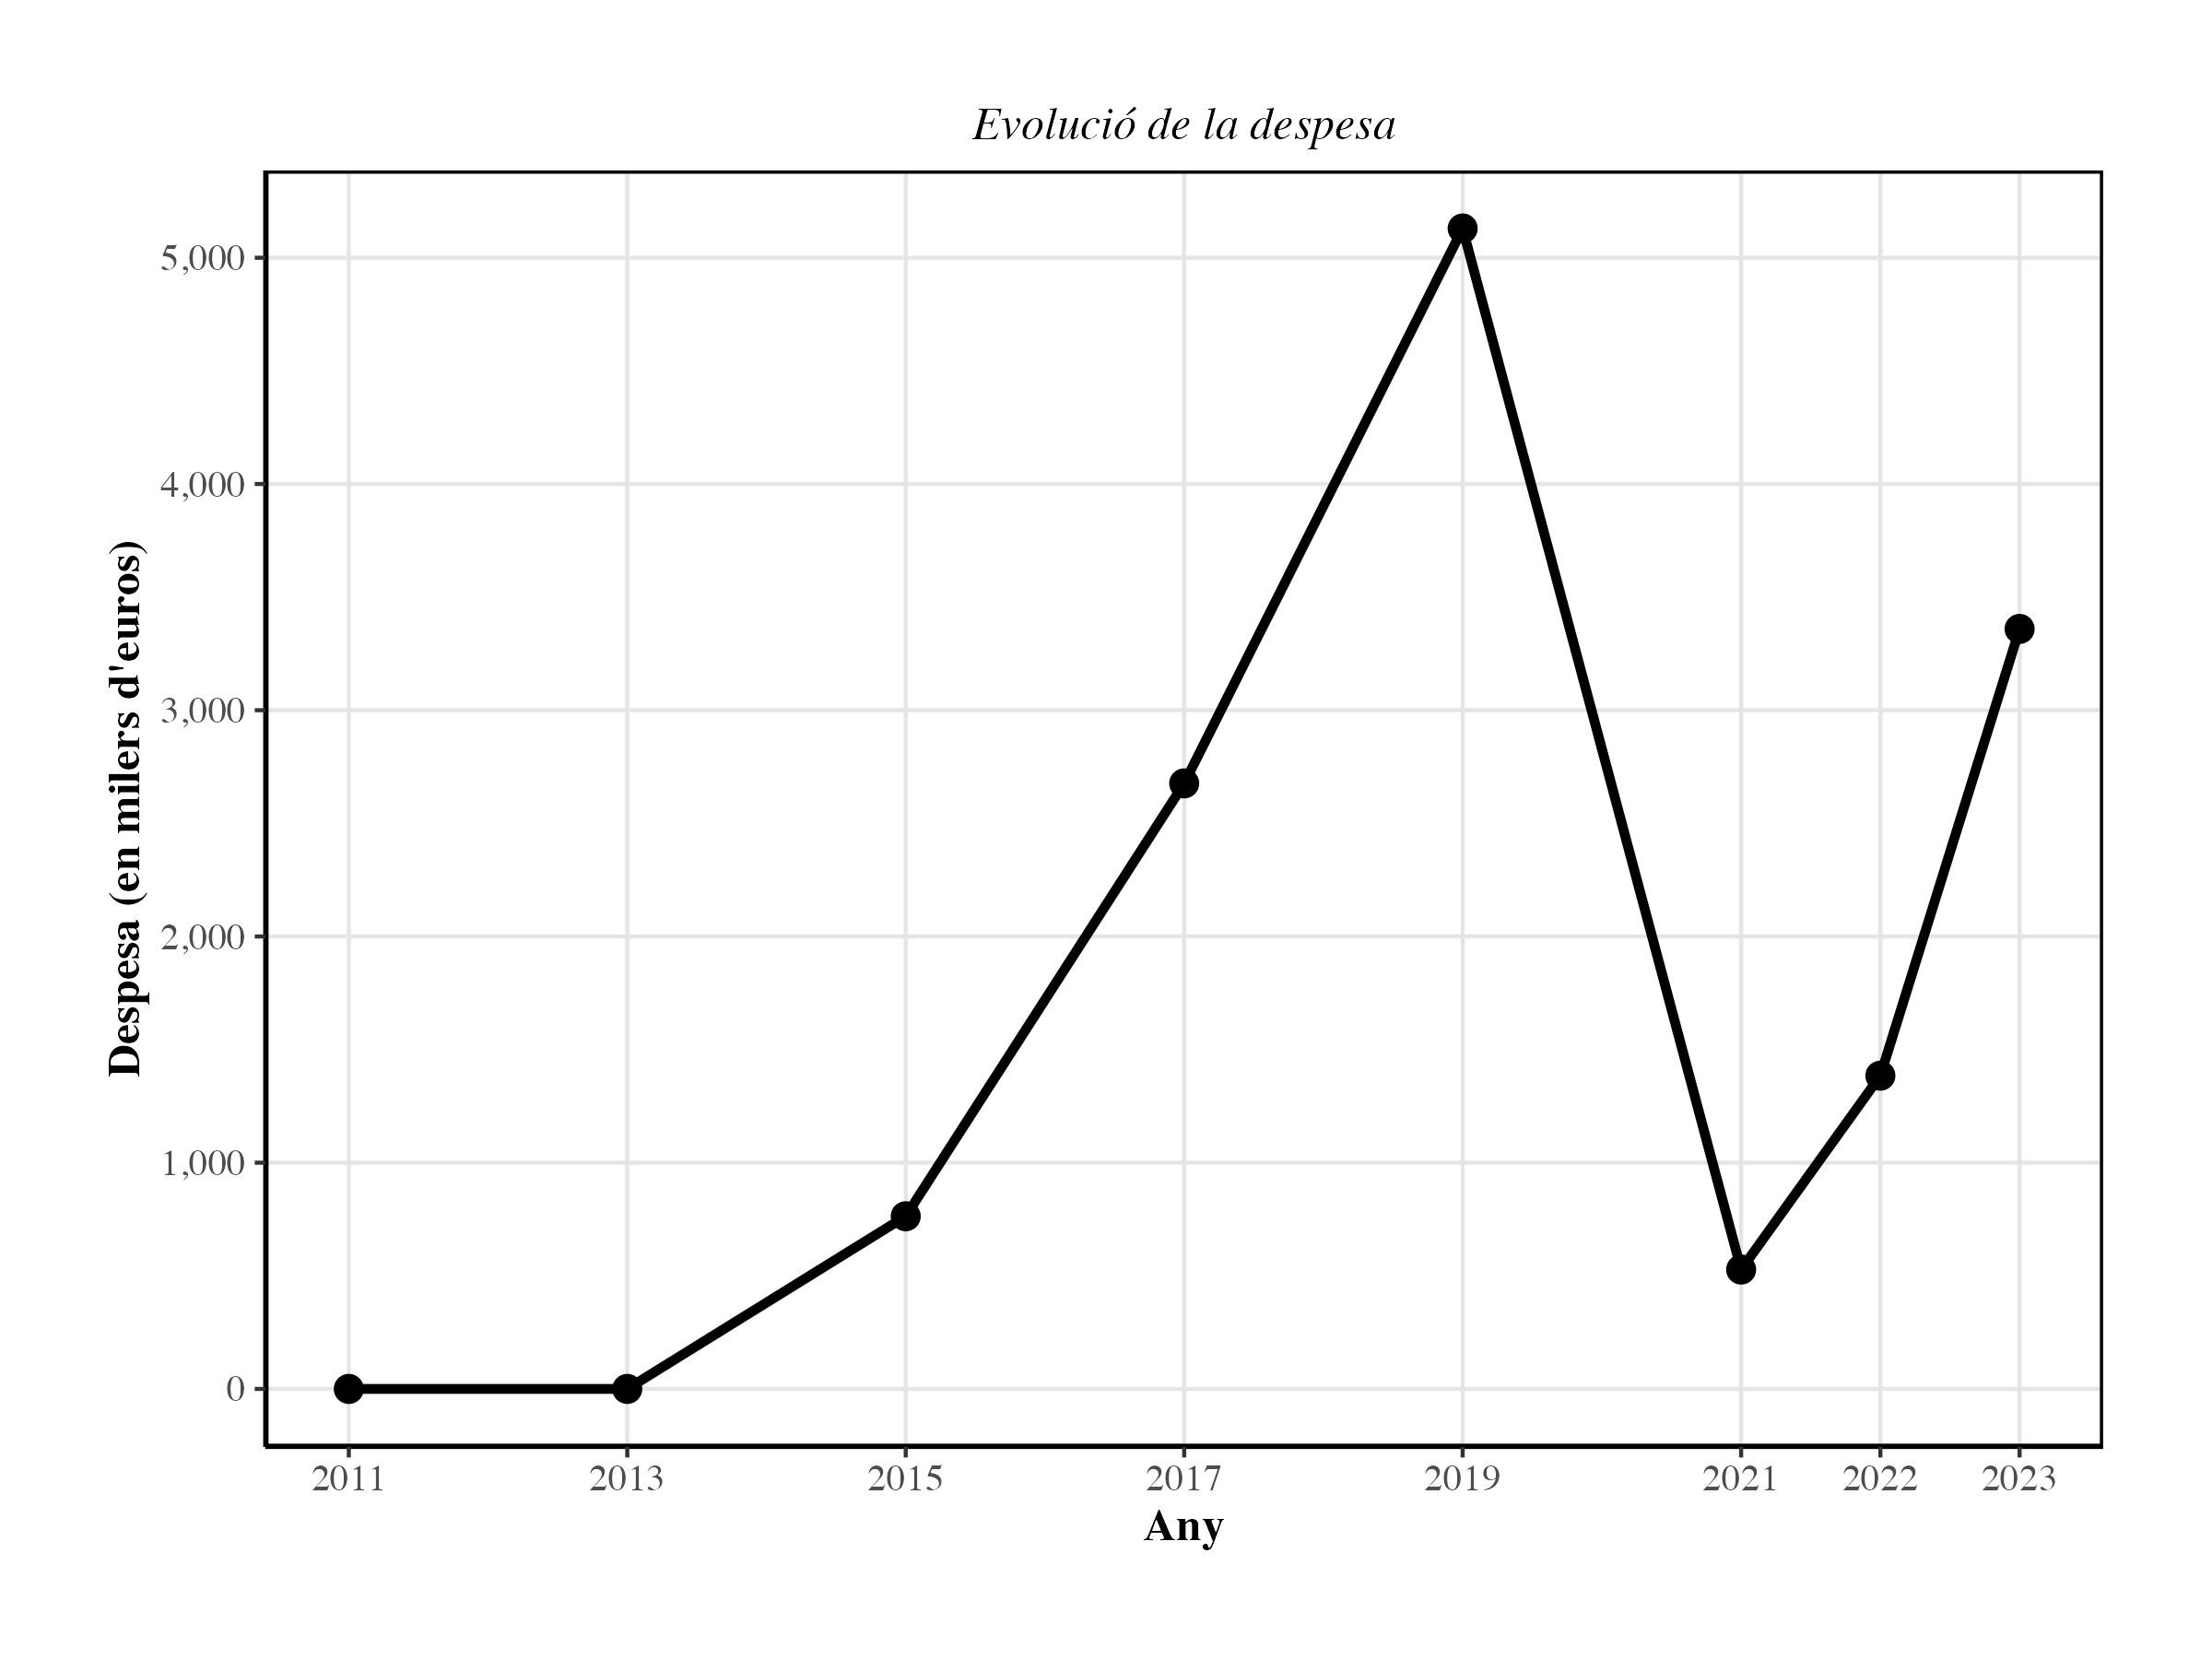 Evolució de la despesa
Despesa (en milers d'euros)
5,000
4,000
3,000
2,000
1,000
0
2011 2013 2015 2017 2019 2021 2022 2023
Any